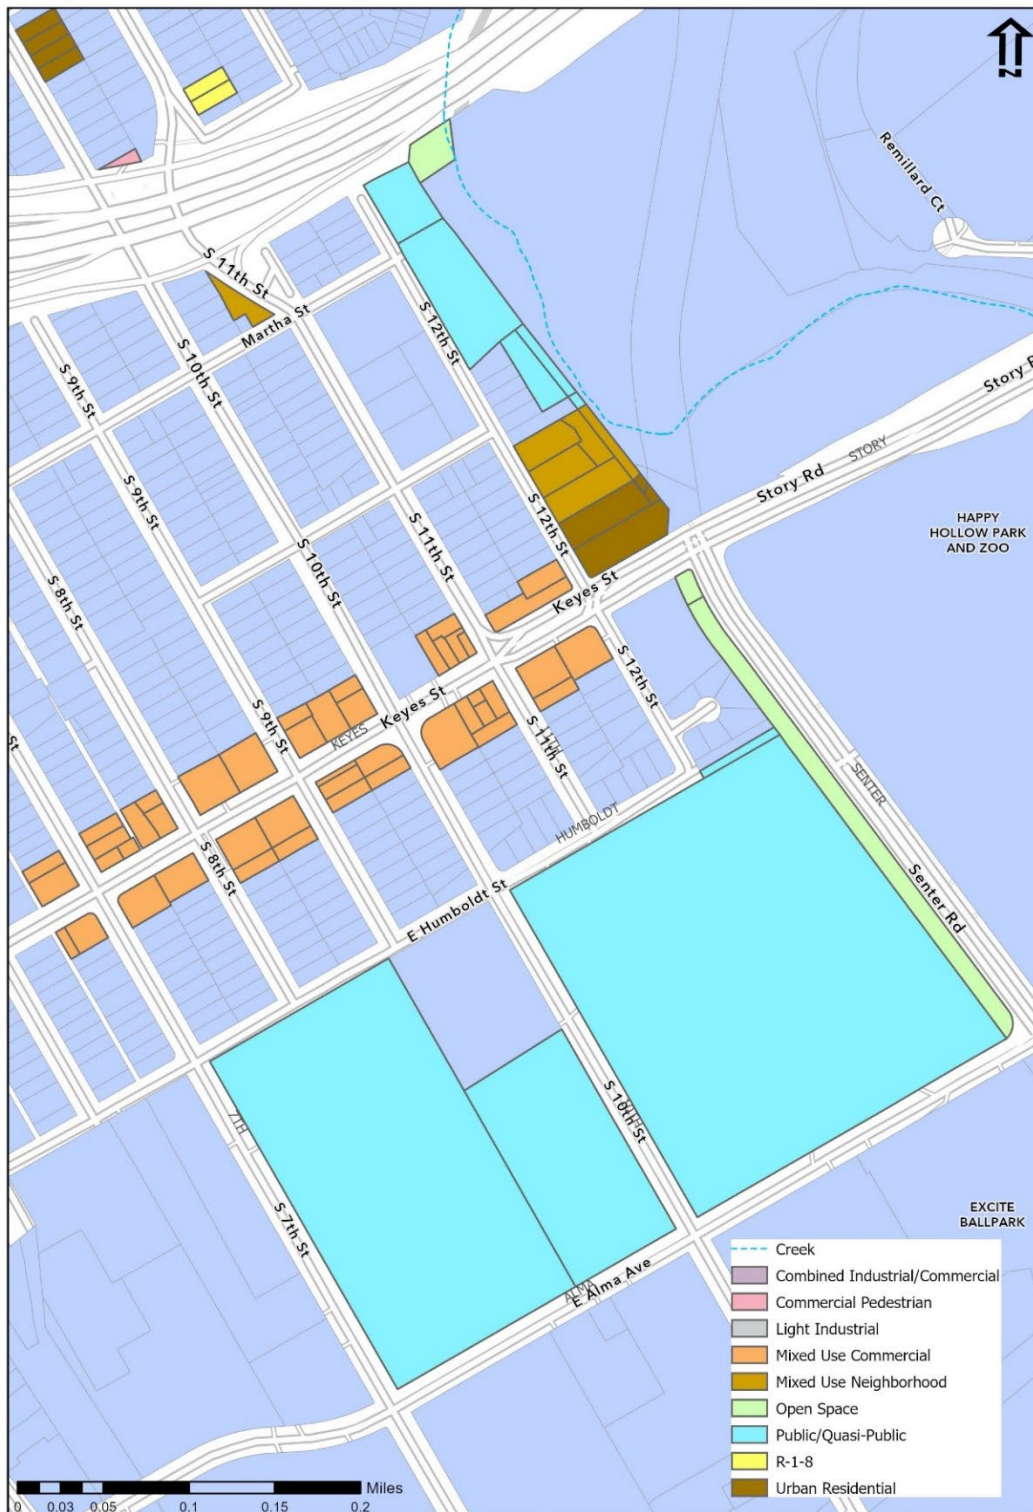 N
Remillard Ct
S 11th St
Martha St
S 12th St
S 10th St
S 9th St
Story Rd
STORY
Story R
HAPPY
HOLLOW PARK
AND ZOO
S 9th St
S 11th St
S 12th St
S 10th St
S 8th St
Keyes St
S 12th St
Keyes St
KEYES
S 9th St
S 11th St
St
SENTER
HUMBOLDT
S 8th St
Senter Rd
E Humboldt St
7TH
S 10th St
S 7th St
EXCITE
BALLPARK
E Alma Ave
ALMA
Creek
Combined Industrial/Commercial
Commercial Pedestrian
Light Industrial
Mixed Use Commercial
Mixed Use Neighborhood
Open Space
Public/Quasi-Public
R-1-8
Urban Residential
Miles
0 0.03 0.05 0.1 0.15 0.2